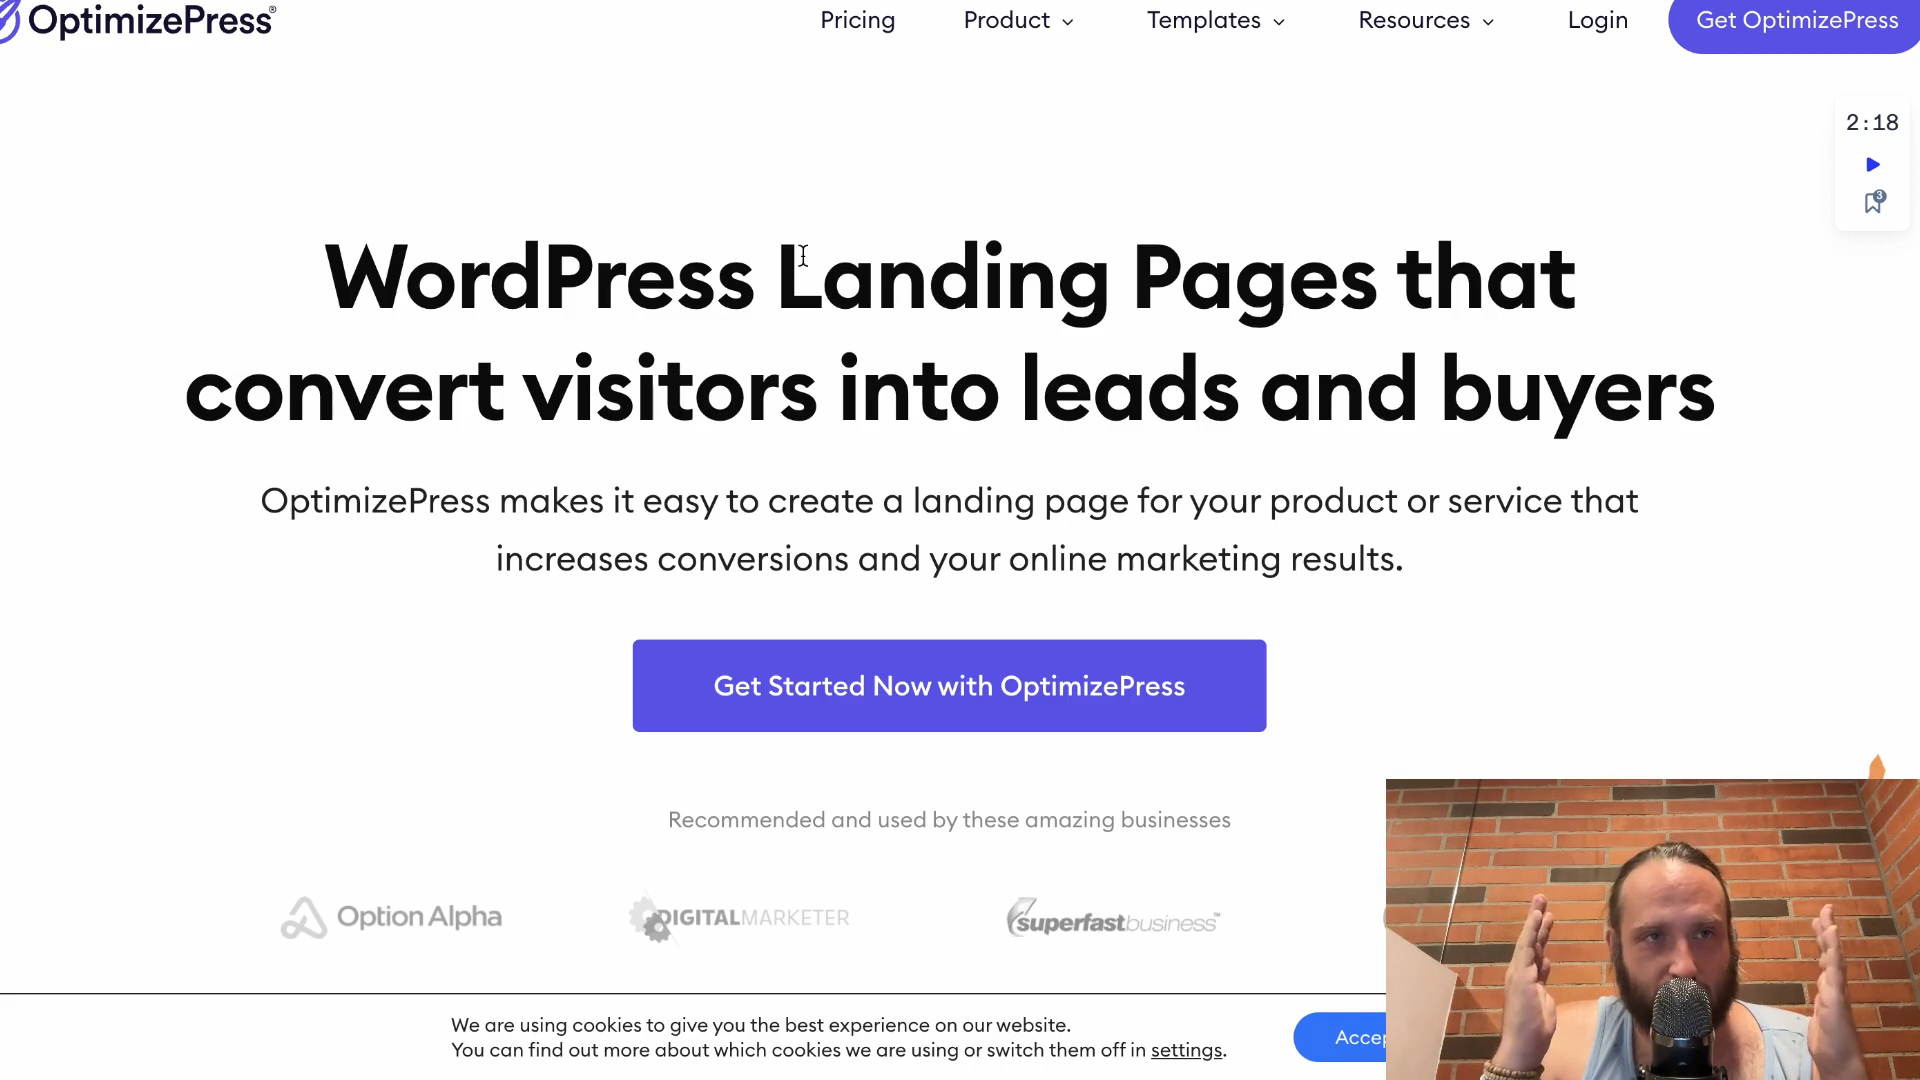 OptimizePress®
Pricing
Product
Templates
Resources
Login
Get OptimizePress
2:18
3
WordPress Landing Pages that
convert visitors into leads and buyers
OptimizePress makes it easy to create a landing page for your product or service that
increases conversions and your online marketing results.
Get Started Now with OptimizePress
Recommended and used by these amazing businesses
Option Alpha
DIGITALMARKETER
superfastbusiness™
We are using cookies to give you the best experience on our website.
You can find out more about which cookies we are using or switch them off in settings.